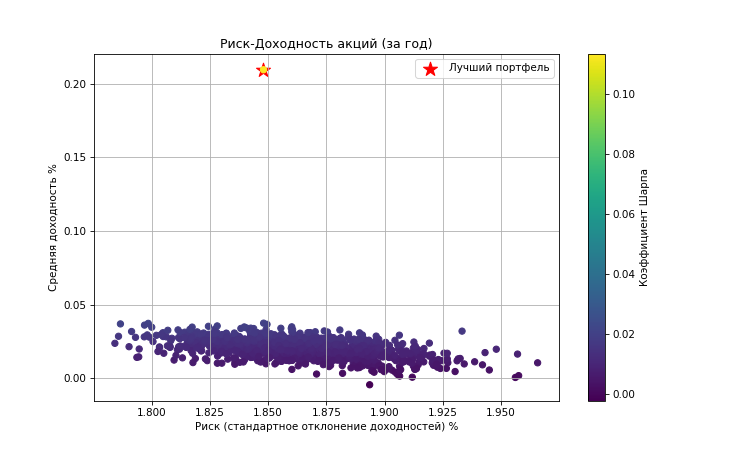 Риск-Доходность акций (за год)
Лучший портфель
0.20
0.15
0.10
0.05
0.00
Средняя доходность %
1.800 1.825 1.850 1.875 1.900 1.925 1.950
Риск (стандартное отклонение доходностей) %
0.10
0.08
0.06
0.04
0.02
0.00
Коэффициент Шарпа